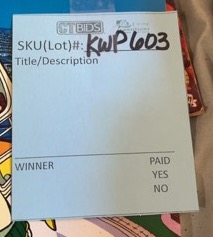 CTBIDS
SKU(Lot)#: KWP603
Title/Description
WINNER PAID
YES
NO